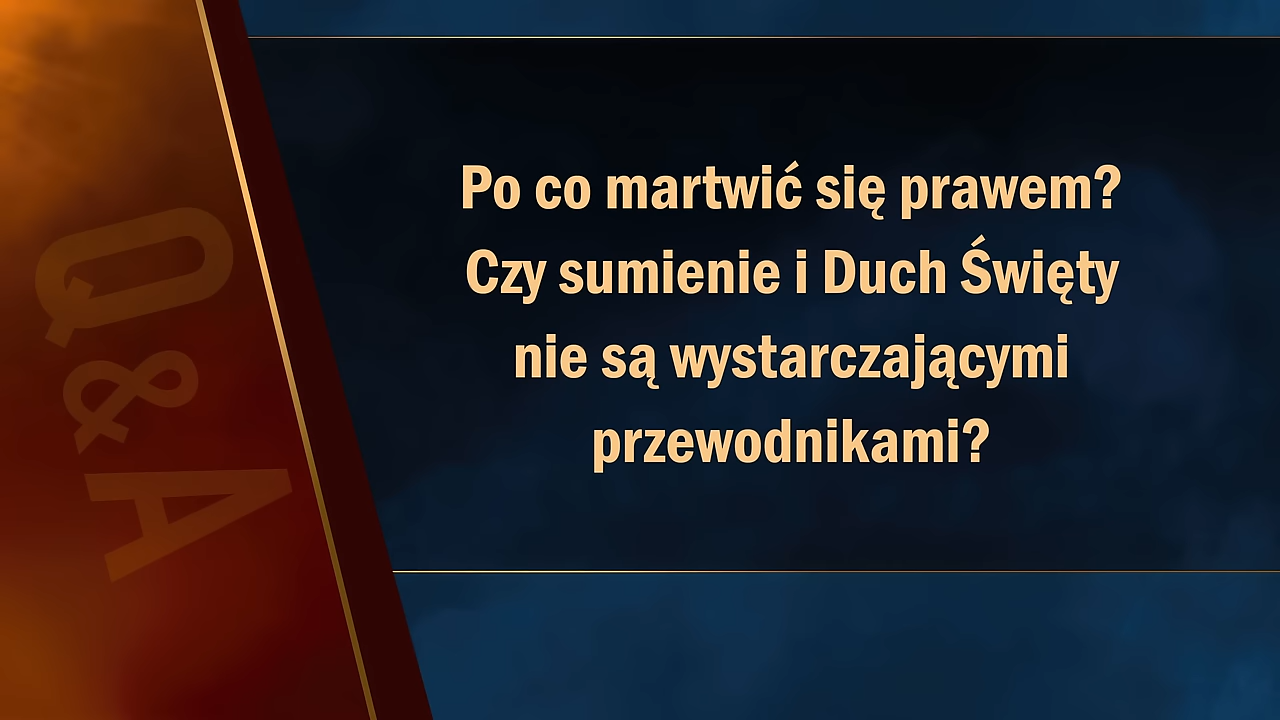 Q & A
Po co martwić się prawem?
Czy sumienie i Duch Święty
nie są wystarczającymi
przewodnikami?